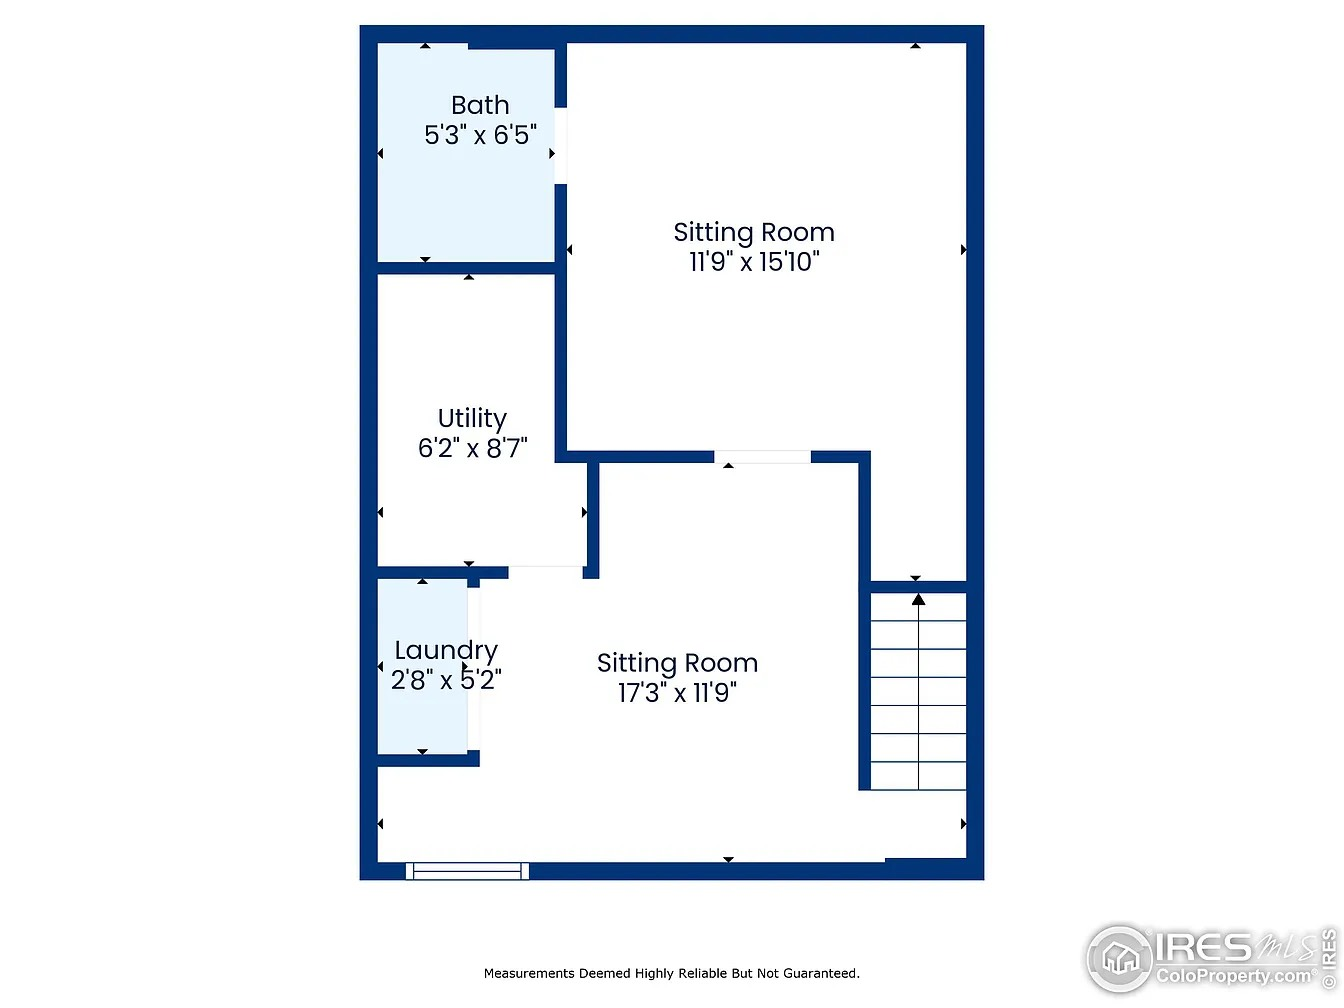 Bath
5'3" x 6'5"
Sitting Room
11'9" x 15'10"
Utility
6'2" x 8'7"
Laundry
2'8" x 5'2"
Sitting Room
17'3" x 11'9"
Measurements Deemed Highly Reliable But Not Guaranteed.
IRES MLS
ColoProperty.com®
© IRES